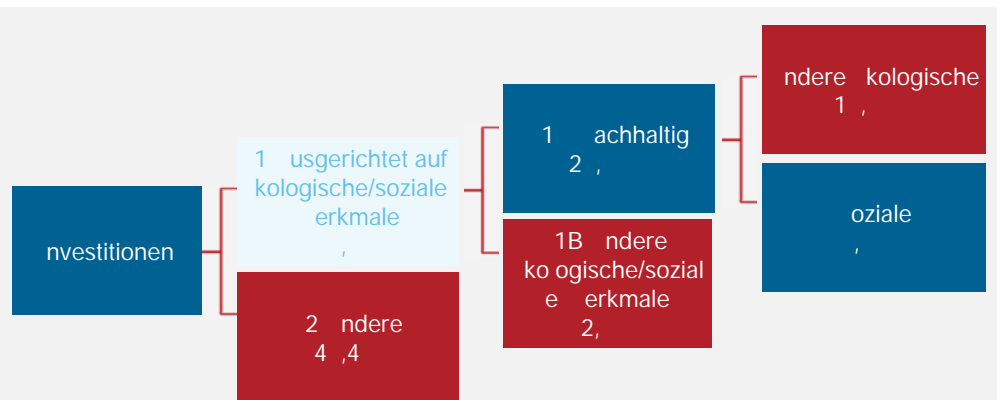 nvestitionen
1 usgerichtet auf
kologische/soziale
erkmale
,
2 ndere
4 ,4
1 achhaltig
2 ,
1B ndere
ko ogische/sozial
e erkmale
2,
ndere kologische
1 ,
oziale
,